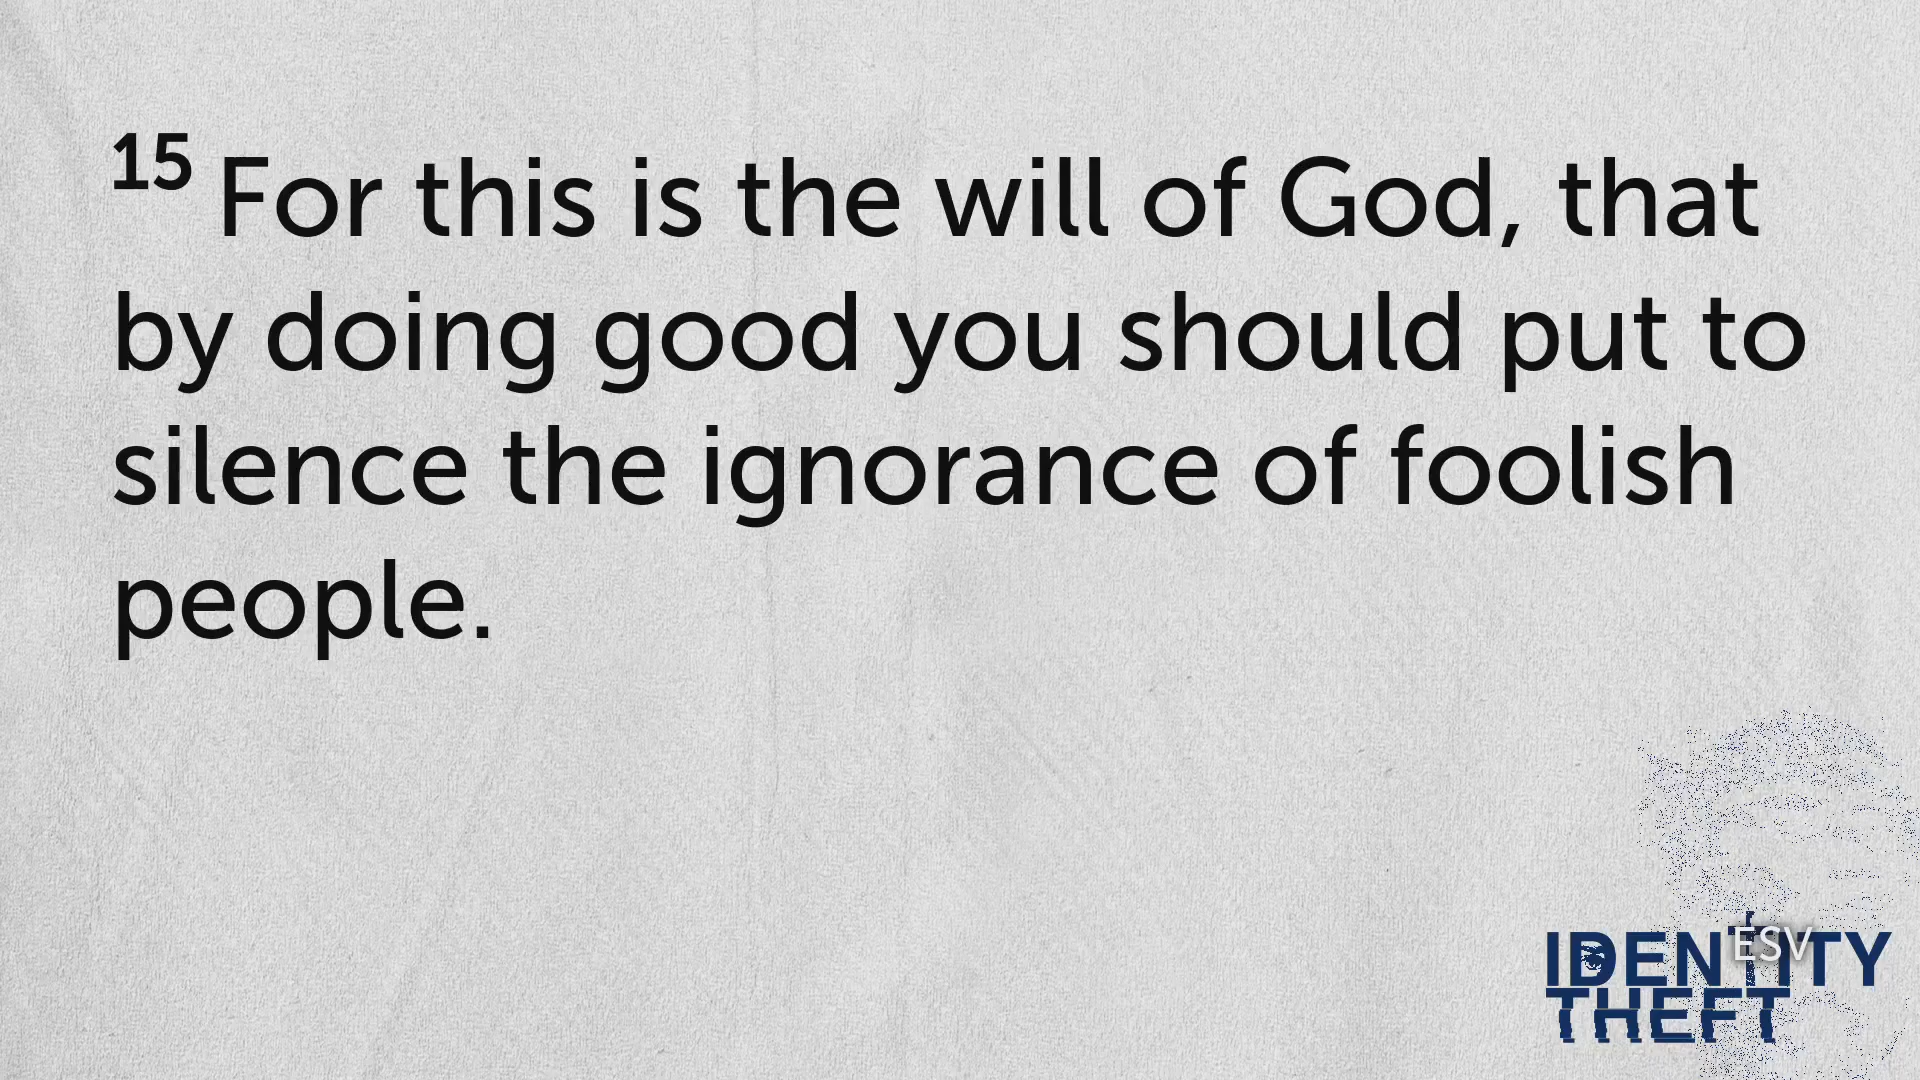 15 For this is the will of God, that
by doing good you should put to
silence the ignorance of foolish
people.
ESV
IDENTITY
THEFT